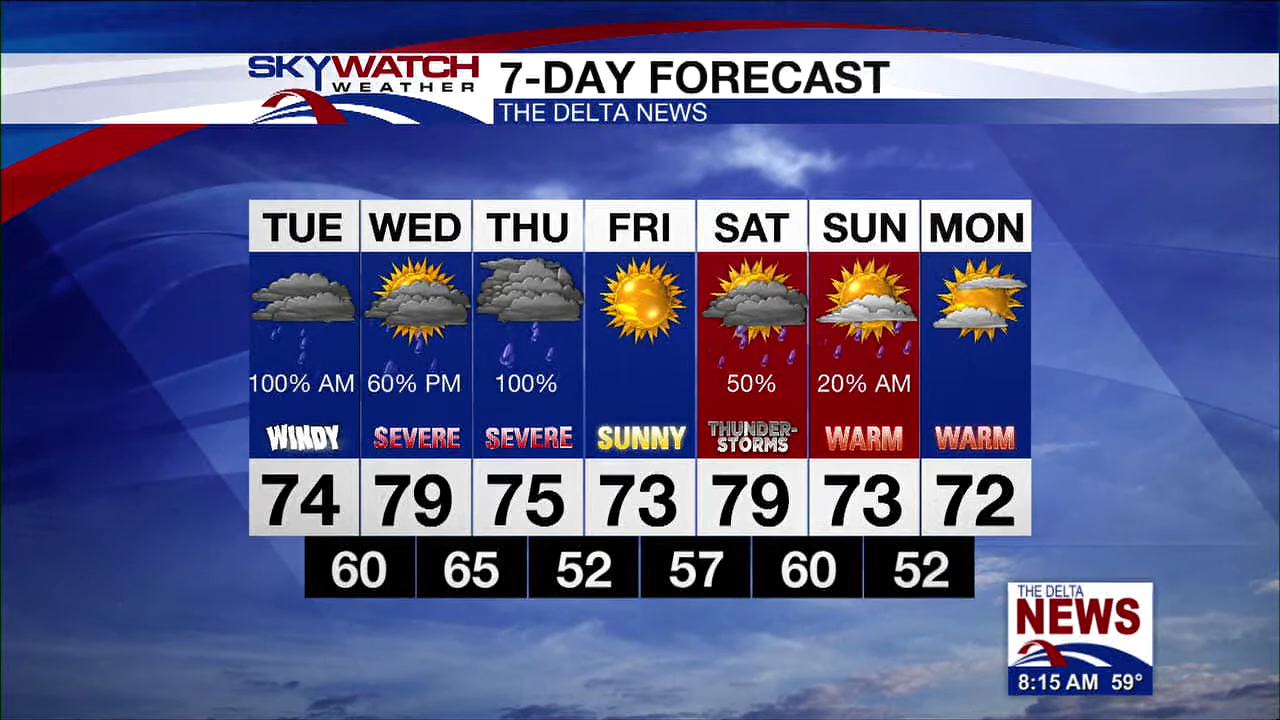 SKYWATCH
WEATHER
7-DAY FORECAST
THE DELTA NEWS
TUE WED THU FRI SAT SUN MON
100% AM 60% PM 100% 50% 20% AM
WINDY SEVERE SEVERE SUNNY THUNDER-
STORMS WARM WARM
74 79 75 73 79 73 72
60 65 52 57 60 52
THE DELTA
NEWS
8:15 AM 59°